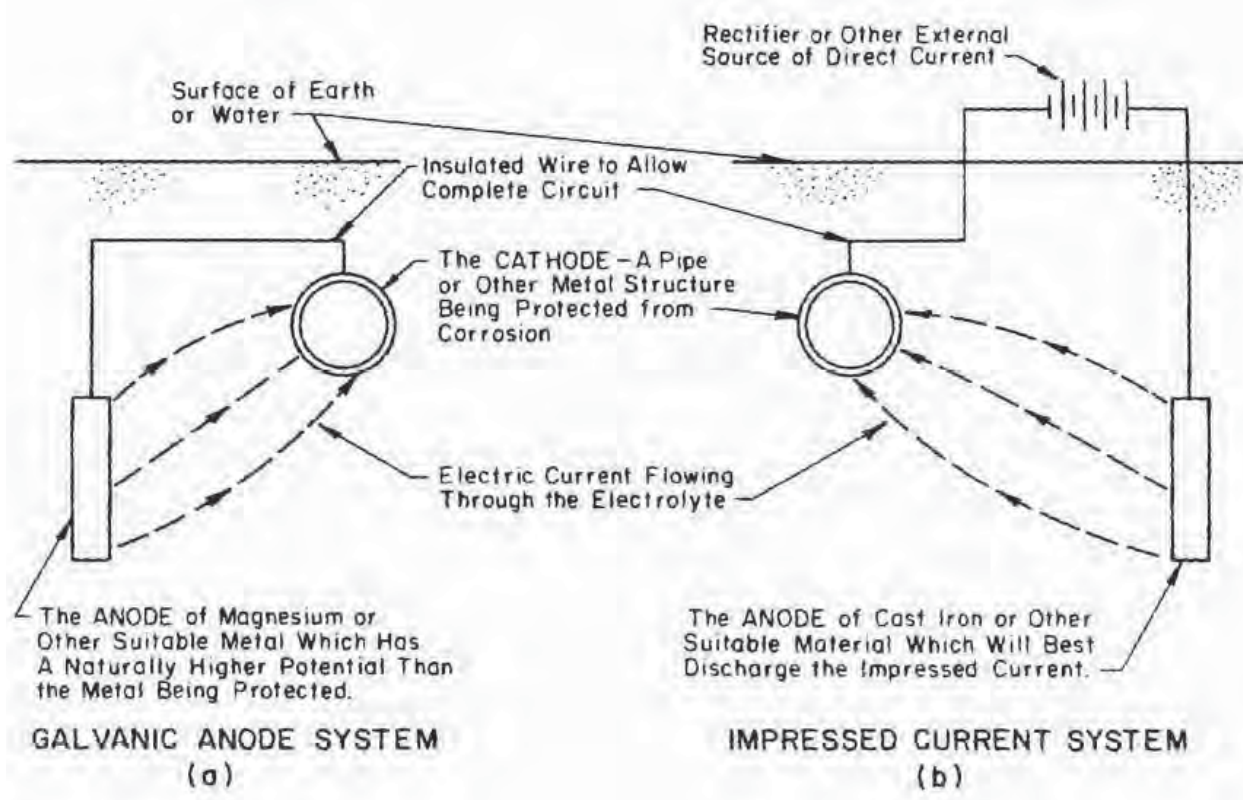 Rectifier or Other External
Source of Direct Current
Surface of Earth
or Water
Insulated Wire to Allow
Complete Circuit
The CATHODE - A Pipe
or Other Metal Structure
Being Protected from
Corrosion
Electric Current Flowing
Through the Electrolyte
The ANODE of Magnesium or
Other Suitable Metal Which Has
A Naturally Higher Potential Than
the Metal Being Protected.
The ANODE of Cast Iron or Other
Suitable Material Which Will Best
Discharge the Impressed Current.
GALVANIC ANODE SYSTEM
(a)
IMPRESSED CURRENT SYSTEM
(b)